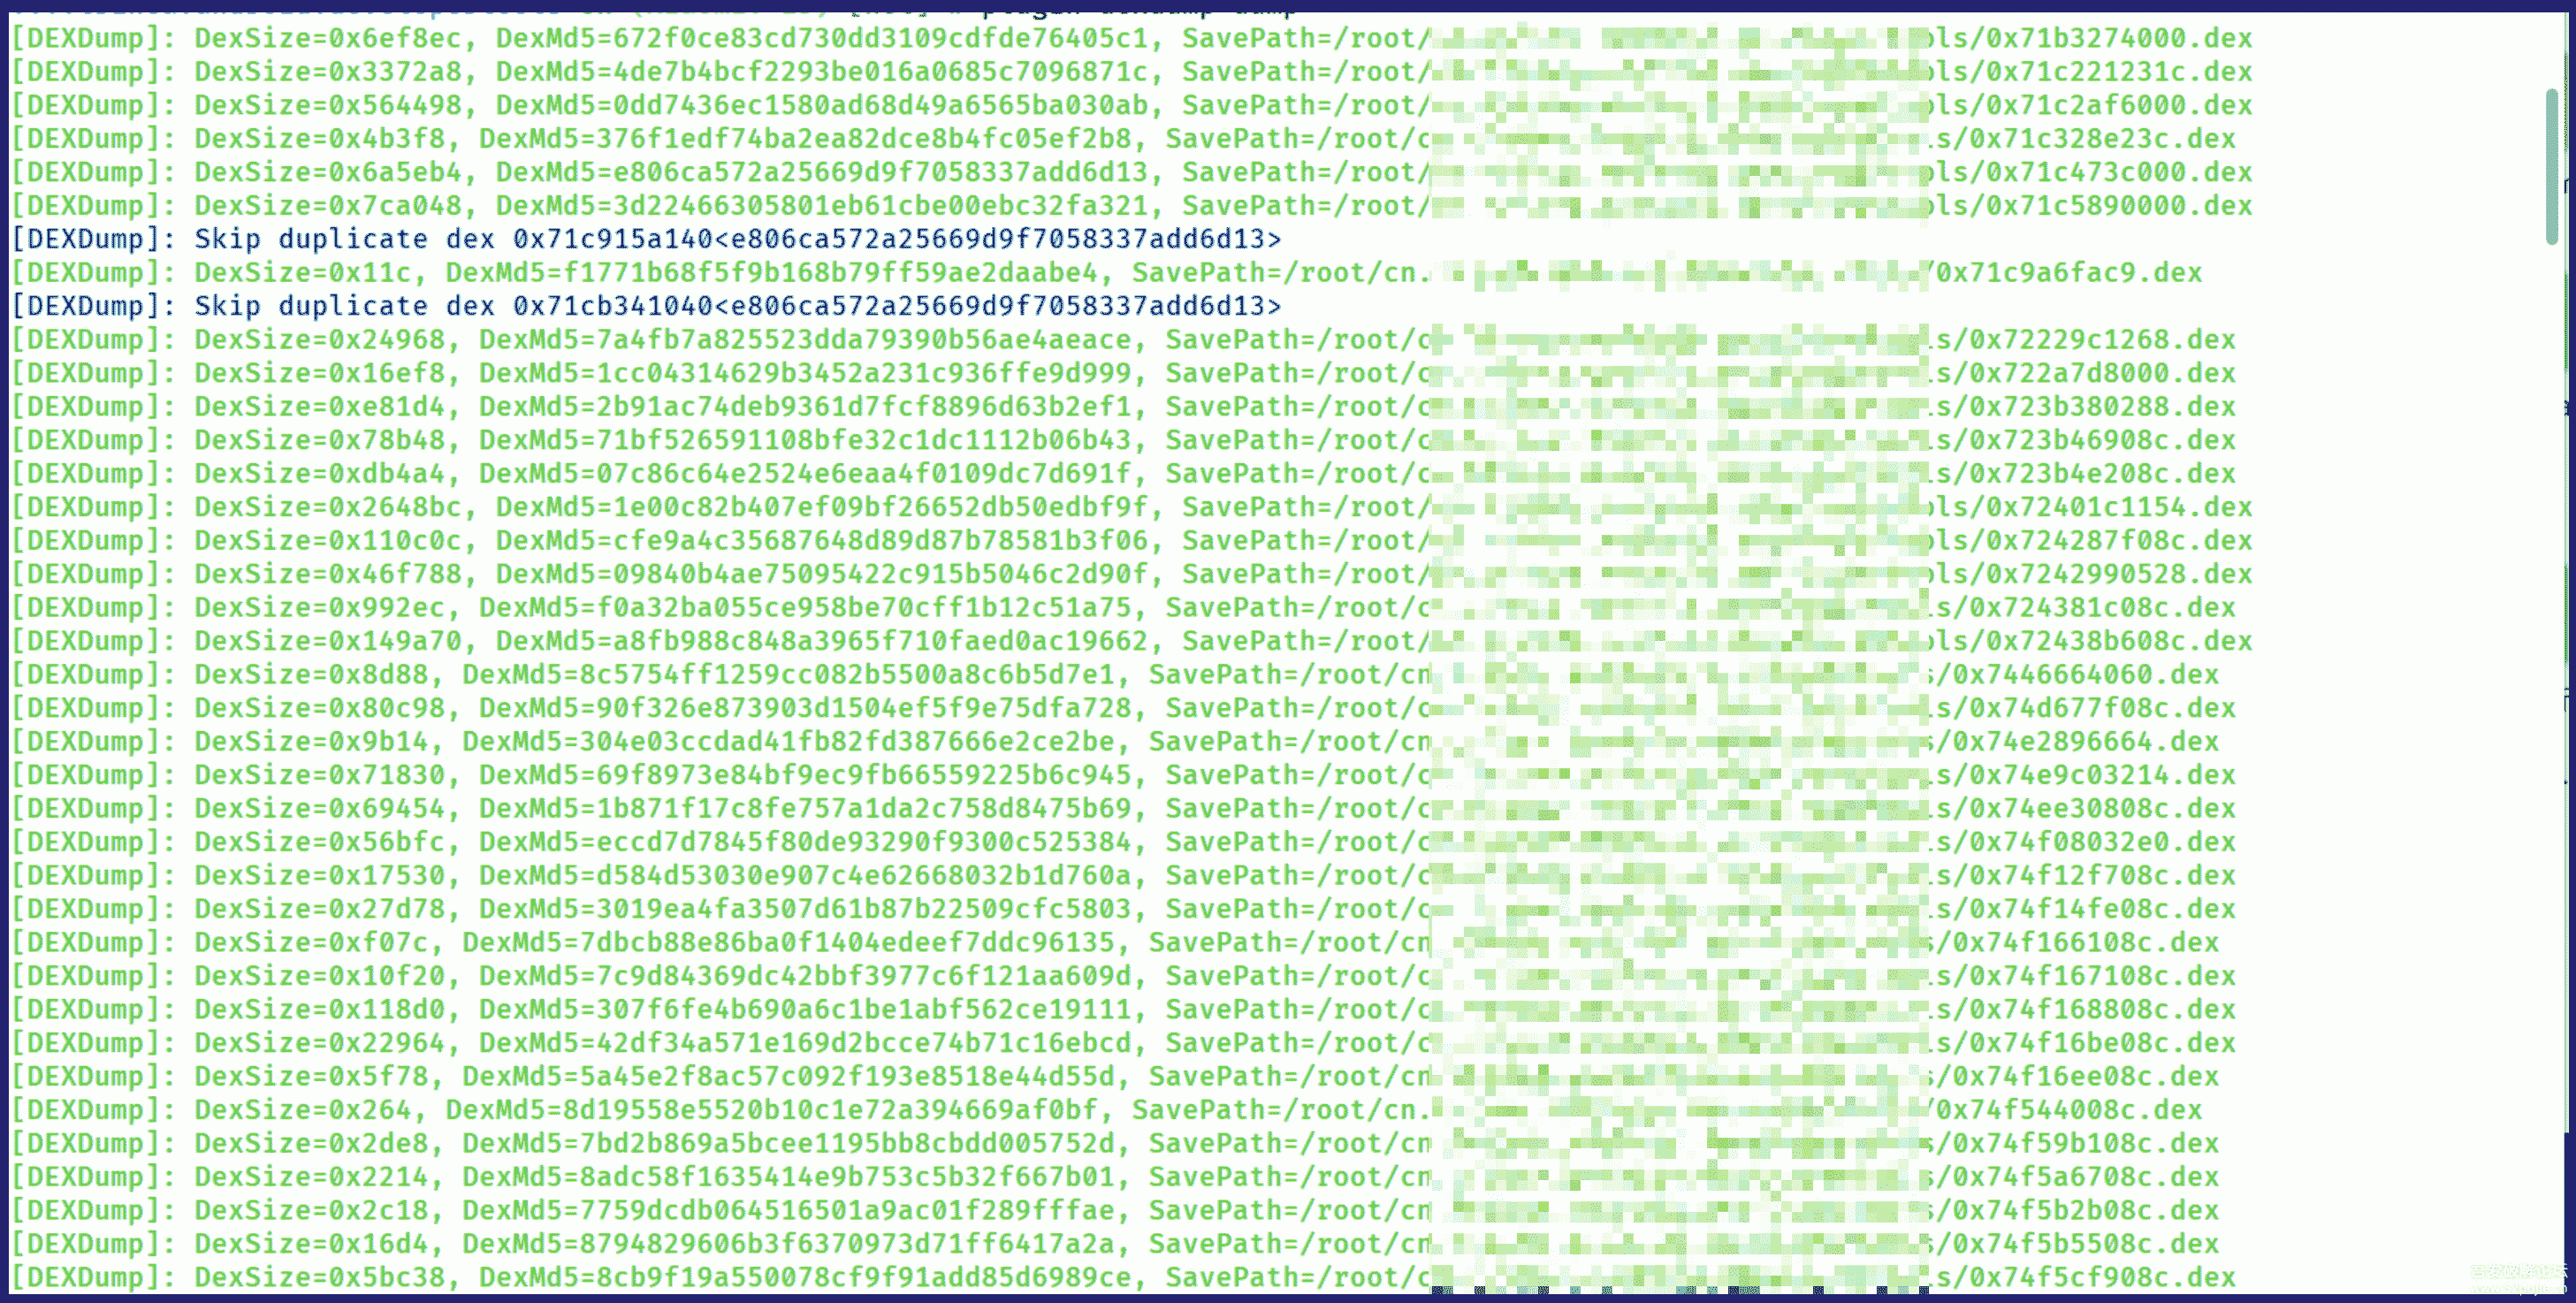 [DEXDump]: DexSize=0x6ef8ec, DexMd5=672f0ce83cd730dd3109cdfde76405c1, SavePath=/root/ ols/0x71b3274000.dex
[DEXDump]: DexSize=0x3372a8, DexMd5=4de7b4bcf2293be016a0685c7096871c, SavePath=/root/ ols/0x71c221231c.dex
[DEXDump]: DexSize=0x564498, DexMd5=0dd7436ec1580ad68d49a6565ba030ab, SavePath=/root/ ols/0x71c2af6000.dex
[DEXDump]: DexSize=0x4b3f8, DexMd5=376f1edf74ba2ea82dce8b4fc05ef2b8, SavePath=/root/c ls/0x71c328e23c.dex
[DEXDump]: DexSize=0x6a5eb4, DexMd5=e806ca572a25669d9f7058337add6d13, SavePath=/root/ ols/0x71c473c000.dex
[DEXDump]: DexSize=0x7ca048, DexMd5=3d22466305801eb61cbe00ebc32fa321, SavePath=/root/ ols/0x71c5890000.dex
[DEXDump]: Skip duplicate dex 0x71c915a140<e806ca572a25669d9f7058337add6d13>
[DEXDump]: DexSize=0x11c, DexMd5=f1771b68f5f9b168b79ff59ae2daabe4, SavePath=/root/cn. /0x71c9a6fac9.dex
[DEXDump]: Skip duplicate dex 0x71cb341040<e806ca572a25669d9f7058337add6d13>
[DEXDump]: DexSize=0x24968, DexMd5=7a4fb7a825523dda79390b56ae4aeace, SavePath=/root/c ls/0x72229c1268.dex
[DEXDump]: DexSize=0x16ef8, DexMd5=1cc04314629b3452a231c936ffe9d999, SavePath=/root/c ls/0x722a7d8000.dex
[DEXDump]: DexSize=0xe81d4, DexMd5=2b91ac74deb9361d7fcf8896d63b2ef1, SavePath=/root/c ls/0x723b380288.dex
[DEXDump]: DexSize=0x78b48, DexMd5=71bf526591108bfe32c1dc1112b06b43, SavePath=/root/c ls/0x723b46908c.dex
[DEXDump]: DexSize=0xdb4a4, DexMd5=07c86c64e2524e6eaa4f0109dc7d691f, SavePath=/root/c ls/0x723b4e208c.dex
[DEXDump]: DexSize=0x2648bc, DexMd5=1e00c82b407ef09bf26652db50edbf9f, SavePath=/root/ ols/0x72401c1154.dex
[DEXDump]: DexSize=0x110c0c, DexMd5=cfe9a4c35687648d89d87b78581b3f06, SavePath=/root/ ols/0x724287f08c.dex
[DEXDump]: DexSize=0x46f788, DexMd5=09840b4ae75095422c915b5046c2d90f, SavePath=/root/ ols/0x7242990528.dex
[DEXDump]: DexSize=0x992ec, DexMd5=f0a32ba055ce958be70cff1b12c51a75, SavePath=/root/c ls/0x724381c08c.dex
[DEXDump]: DexSize=0x149a70, DexMd5=a8fb988c848a3965f710faed0ac19662, SavePath=/root/ ols/0x72438b608c.dex
[DEXDump]: DexSize=0x8d88, DexMd5=8c5754ff1259cc082b5500a8c6b5d7e1, SavePath=/root/cn s/0x7446664060.dex
[DEXDump]: DexSize=0x80c98, DexMd5=90f326e873903d1504ef5f9e75dfa728, SavePath=/root/c ls/0x74d677f08c.dex
[DEXDump]: DexSize=0x9b14, DexMd5=304e03ccdad41fb82fd387666e2ce2be, SavePath=/root/cn s/0x74e2896664.dex
[DEXDump]: DexSize=0x71830, DexMd5=69f8973e84bf9ec9fb66559225b6c945, SavePath=/root/c ls/0x74e9c03214.dex
[DEXDump]: DexSize=0x69454, DexMd5=1b871f17c8fe757a1da2c758d8475b69, SavePath=/root/c ls/0x74ee30808c.dex
[DEXDump]: DexSize=0x56bfc, DexMd5=eccd7d7845f80de93290f9300c525384, SavePath=/root/c ls/0x74f08032e0.dex
[DEXDump]: DexSize=0x17530, DexMd5=d584d53030e907c4e62668032b1d760a, SavePath=/root/c ls/0x74f12f708c.dex
[DEXDump]: DexSize=0x27d78, DexMd5=3019ea4fa3507d61b87b22509cfc5803, SavePath=/root/c ls/0x74f14fe08c.dex
[DEXDump]: DexSize=0xf07c, DexMd5=7dbcb88e86ba0f1404edeef7ddc96135, SavePath=/root/cn s/0x74f166108c.dex
[DEXDump]: DexSize=0x10f20, DexMd5=7c9d84369dc42bbf3977c6f121aa609d, SavePath=/root/c ls/0x74f167108c.dex
[DEXDump]: DexSize=0x118d0, DexMd5=307f6fe4b690a6c1be1abf562ce19111, SavePath=/root/c ls/0x74f168808c.dex
[DEXDump]: DexSize=0x22964, DexMd5=42df34a571e169d2bcce74b71c16ebcd, SavePath=/root/c ls/0x74f16be08c.dex
[DEXDump]: DexSize=0x5f78, DexMd5=5a45e2f8ac57c092f193e8518e44d55d, SavePath=/root/cn s/0x74f16ee08c.dex
[DEXDump]: DexSize=0x264, DexMd5=8d19558e5520b10c1e72a394669af0bf, SavePath=/root/cn. /0x74f544008c.dex
[DEXDump]: DexSize=0x2de8, DexMd5=7bd2b869a5bcee1195bb8cbdd005752d, SavePath=/root/cn s/0x74f59b108c.dex
[DEXDump]: DexSize=0x2214, DexMd5=8adc58f1635414e9b753c5b32f667b01, SavePath=/root/cn s/0x74f5a6708c.dex
[DEXDump]: DexSize=0x2c18, DexMd5=7759dcdb064516501a9ac01f289fffae, SavePath=/root/cn s/0x74f5b2b08c.dex
[DEXDump]: DexSize=0x16d4, DexMd5=8794829606b3f6370973d71ff6417a2a, SavePath=/root/cn s/0x74f5b5508c.dex
[DEXDump]: DexSize=0x5bc38, DexMd5=8cb9f19a550078cf9f91add85d6989ce, SavePath=/root/c ls/0x74f5cf908c.dex